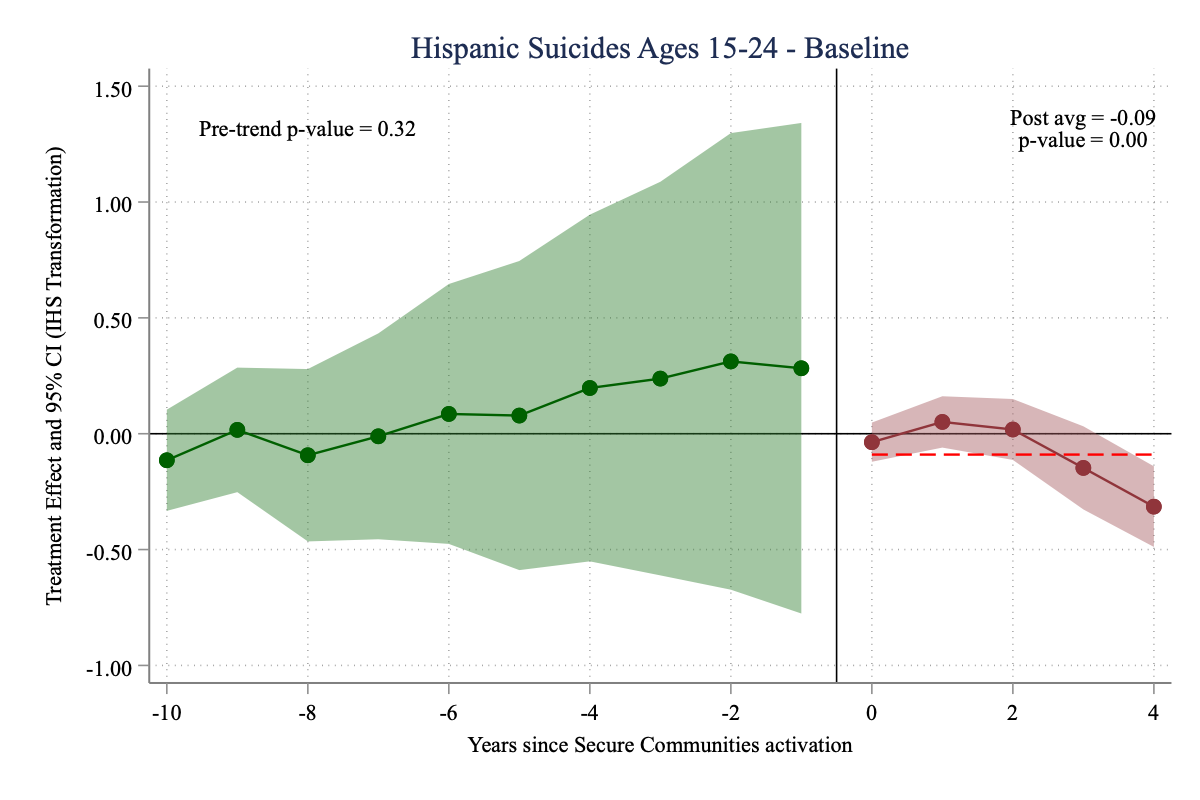 Hispanic Suicides Ages 15-24 - Baseline
Pre-trend p-value = 0.32
Post avg = -0.09
p-value = 0.00
Treatment Effect and 95% CI (IHS Transformation)
1.50
1.00
0.50
0.00
-0.50
-1.00
-10
-8
-6
-4
-2
0
2
4
Years since Secure Communities activation